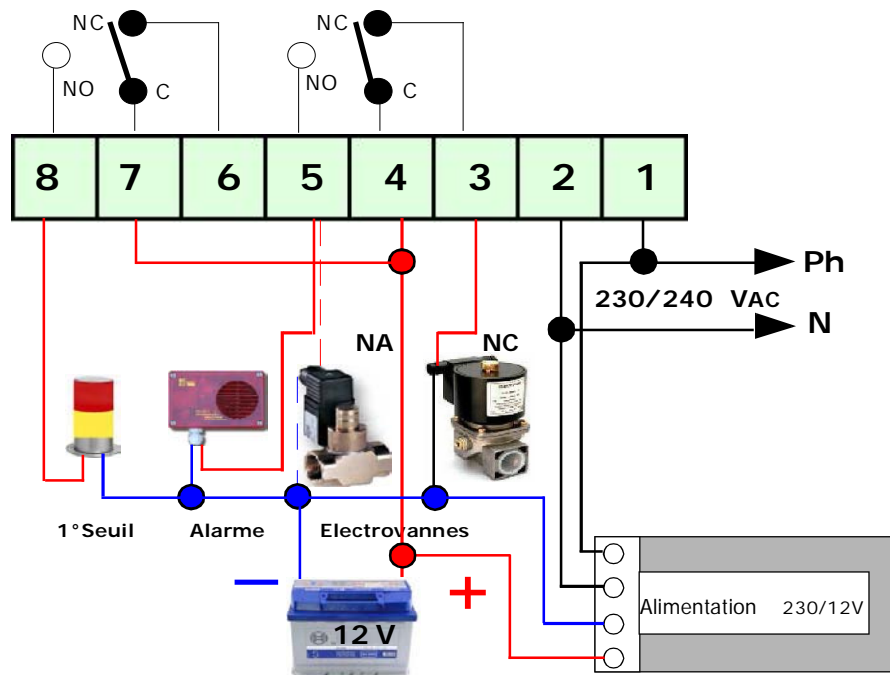 NC
NC
NO
C
NO
C
8 7 6 5 4 3 2 1
Ph
230/240 VAC
N
NA
NC
1°Seuil
Alarme
Electrovannes
−
+
12V
Alimentation 230/12V